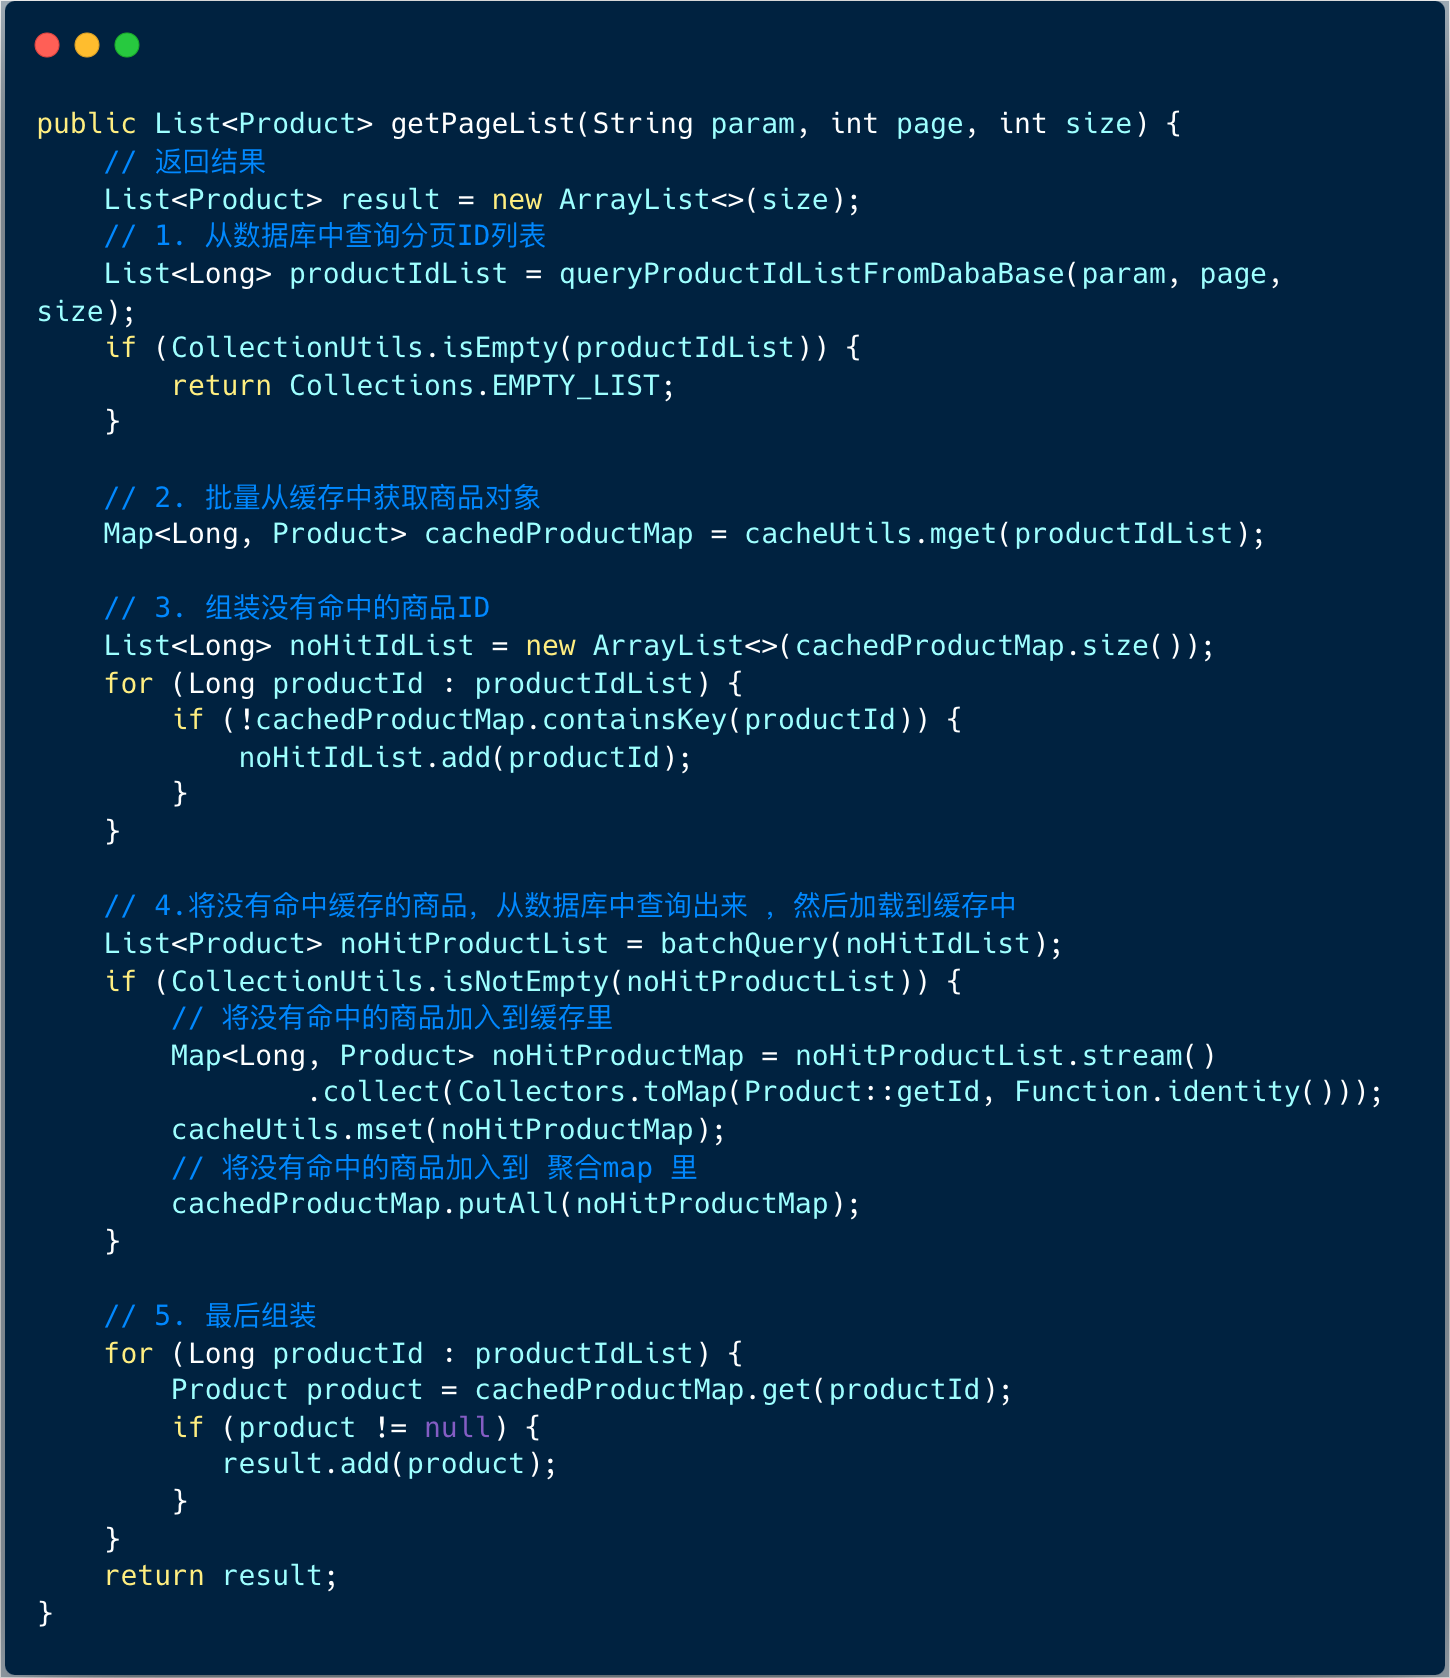 public List<Product> getPageList(String param, int page, int size) {
    // 返回结果
    List<Product> result = new ArrayList<>(size);
    // 1. 从数据库中查询分页ID列表
    List<Long> productIdList = queryProductIdListFromDabaBase(param, page,
size);
    if (CollectionUtils.isEmpty(productIdList)) {
        return Collections.EMPTY_LIST;
    }

    // 2. 批量从缓存中获取商品对象
    Map<Long, Product> cachedProductMap = cacheUtils.mget(productIdList);

    // 3. 组装没有命中的商品ID
    List<Long> noHitIdList = new ArrayList<>(cachedProductMap.size());
    for (Long productId : productIdList) {
        if (!cachedProductMap.containsKey(productId)) {
            noHitIdList.add(productId);
        }
    }

    // 4.将没有命中缓存的商品，从数据库中查询出来 ，然后加载到缓存中
    List<Product> noHitProductList = batchQuery(noHitIdList);
    if (CollectionUtils.isNotEmpty(noHitProductList)) {
        // 将没有命中的商品加入到缓存里
        Map<Long, Product> noHitProductMap = noHitProductList.stream()
                .collect(Collectors.toMap(Product::getId, Function.identity()));
        cacheUtils.mset(noHitProductMap);
        // 将没有命中的商品加入到 聚合map 里
        cachedProductMap.putAll(noHitProductMap);
    }

    // 5. 最后组装
    for (Long productId : productIdList) {
        Product product = cachedProductMap.get(productId);
        if (product != null) {
           result.add(product);
        }
    }
    return result;
}